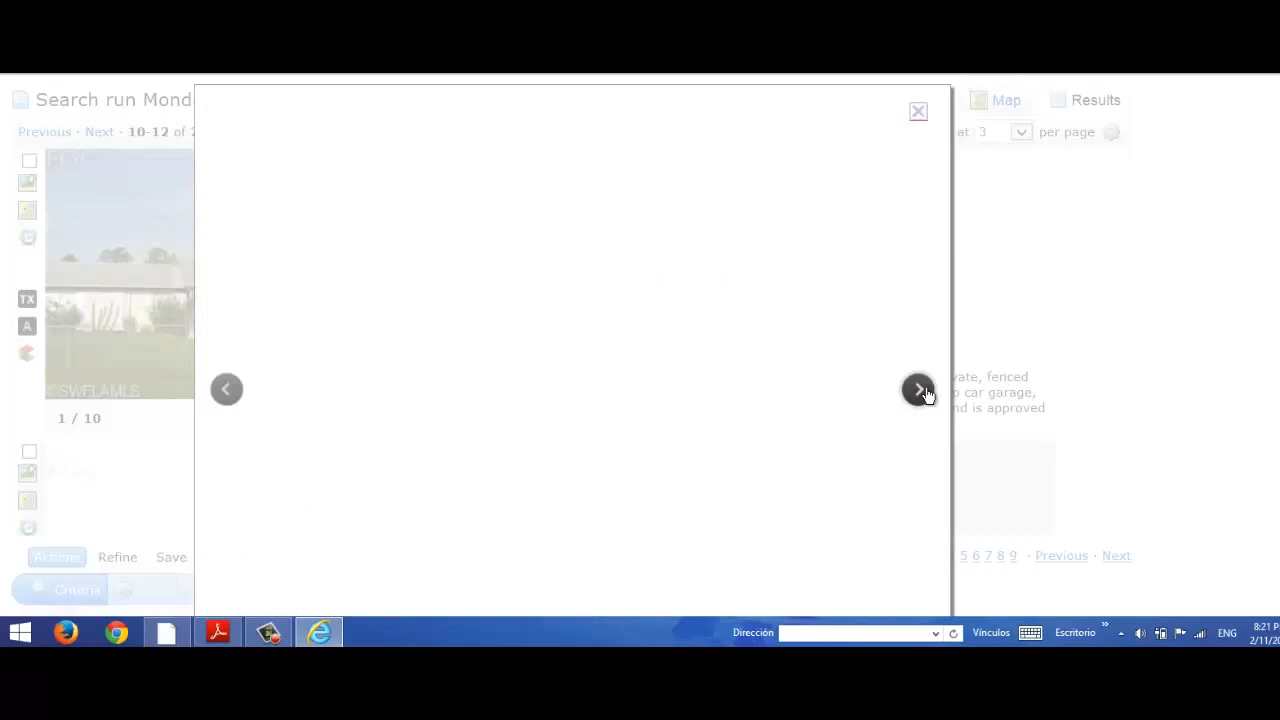 Search run Mond
Map
Results
Previous · Next · 10-12 of
at 3 per page
TX
A
©SWFLAMLS
vate, fenced
o car garage,
nd is approved
1 / 10
Actions Refine Save
5 6 7 8 9 · Previous · Next
Criteria
Dirección
Vínculos
Escritorio
ENG
8:21 P
2/11/20